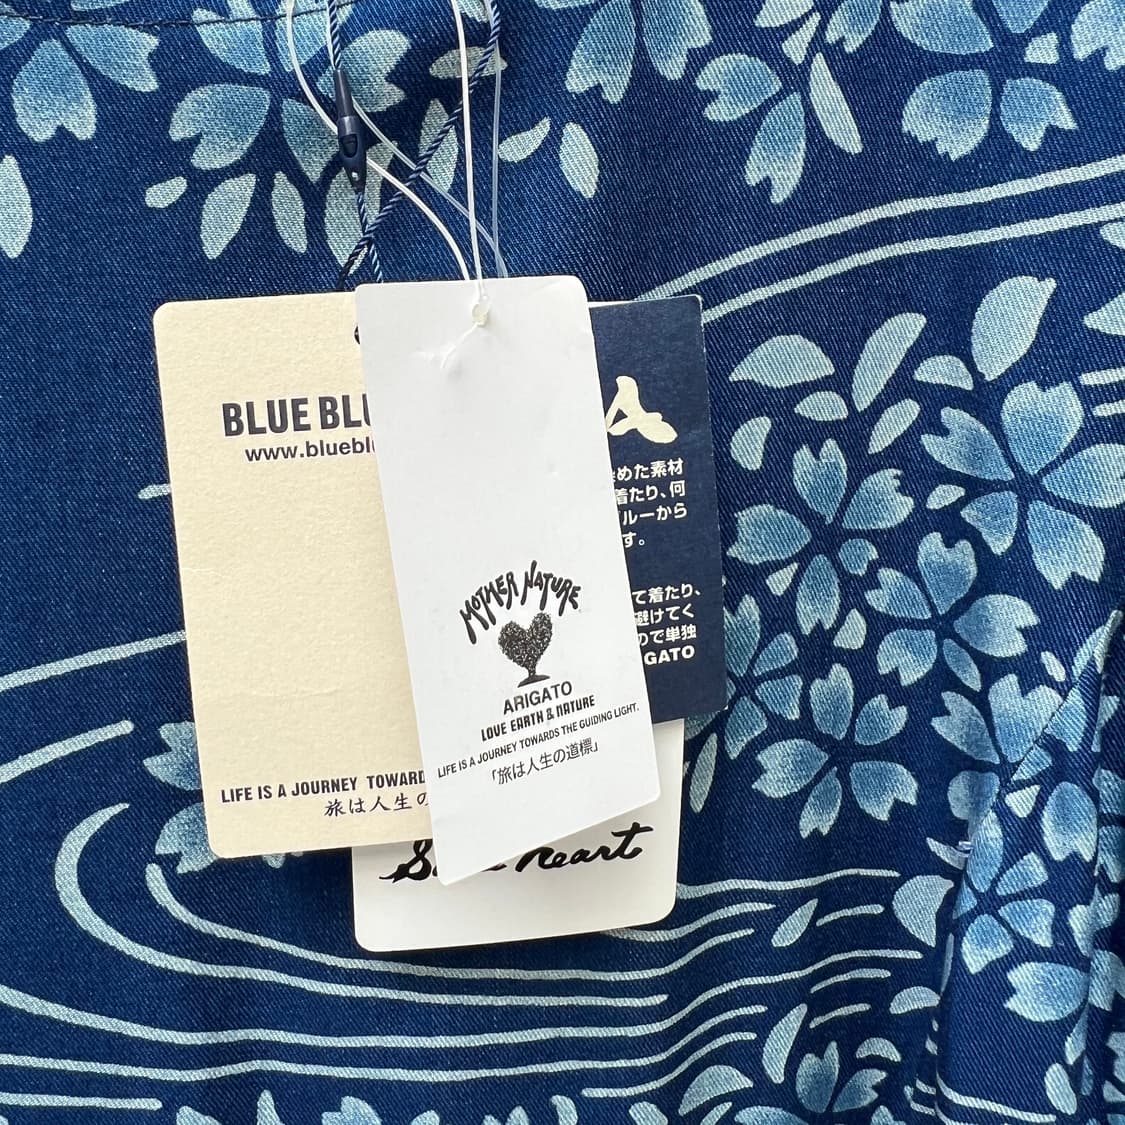 BLUE BLU
www.bluebl
LIFE IS A JOURNEY TOWARD
旅は人生の
MOTHER NATURE
ARIGATO
LOVE EARTH & NATURE
LIFE IS A JOURNEY TOWARDS THE GUIDING LIGHT.
「旅は人生の道標」
A
めた素材
着たり、何
ルーから
す。
て着たり、
避けてく
ので単独
GATO
heart